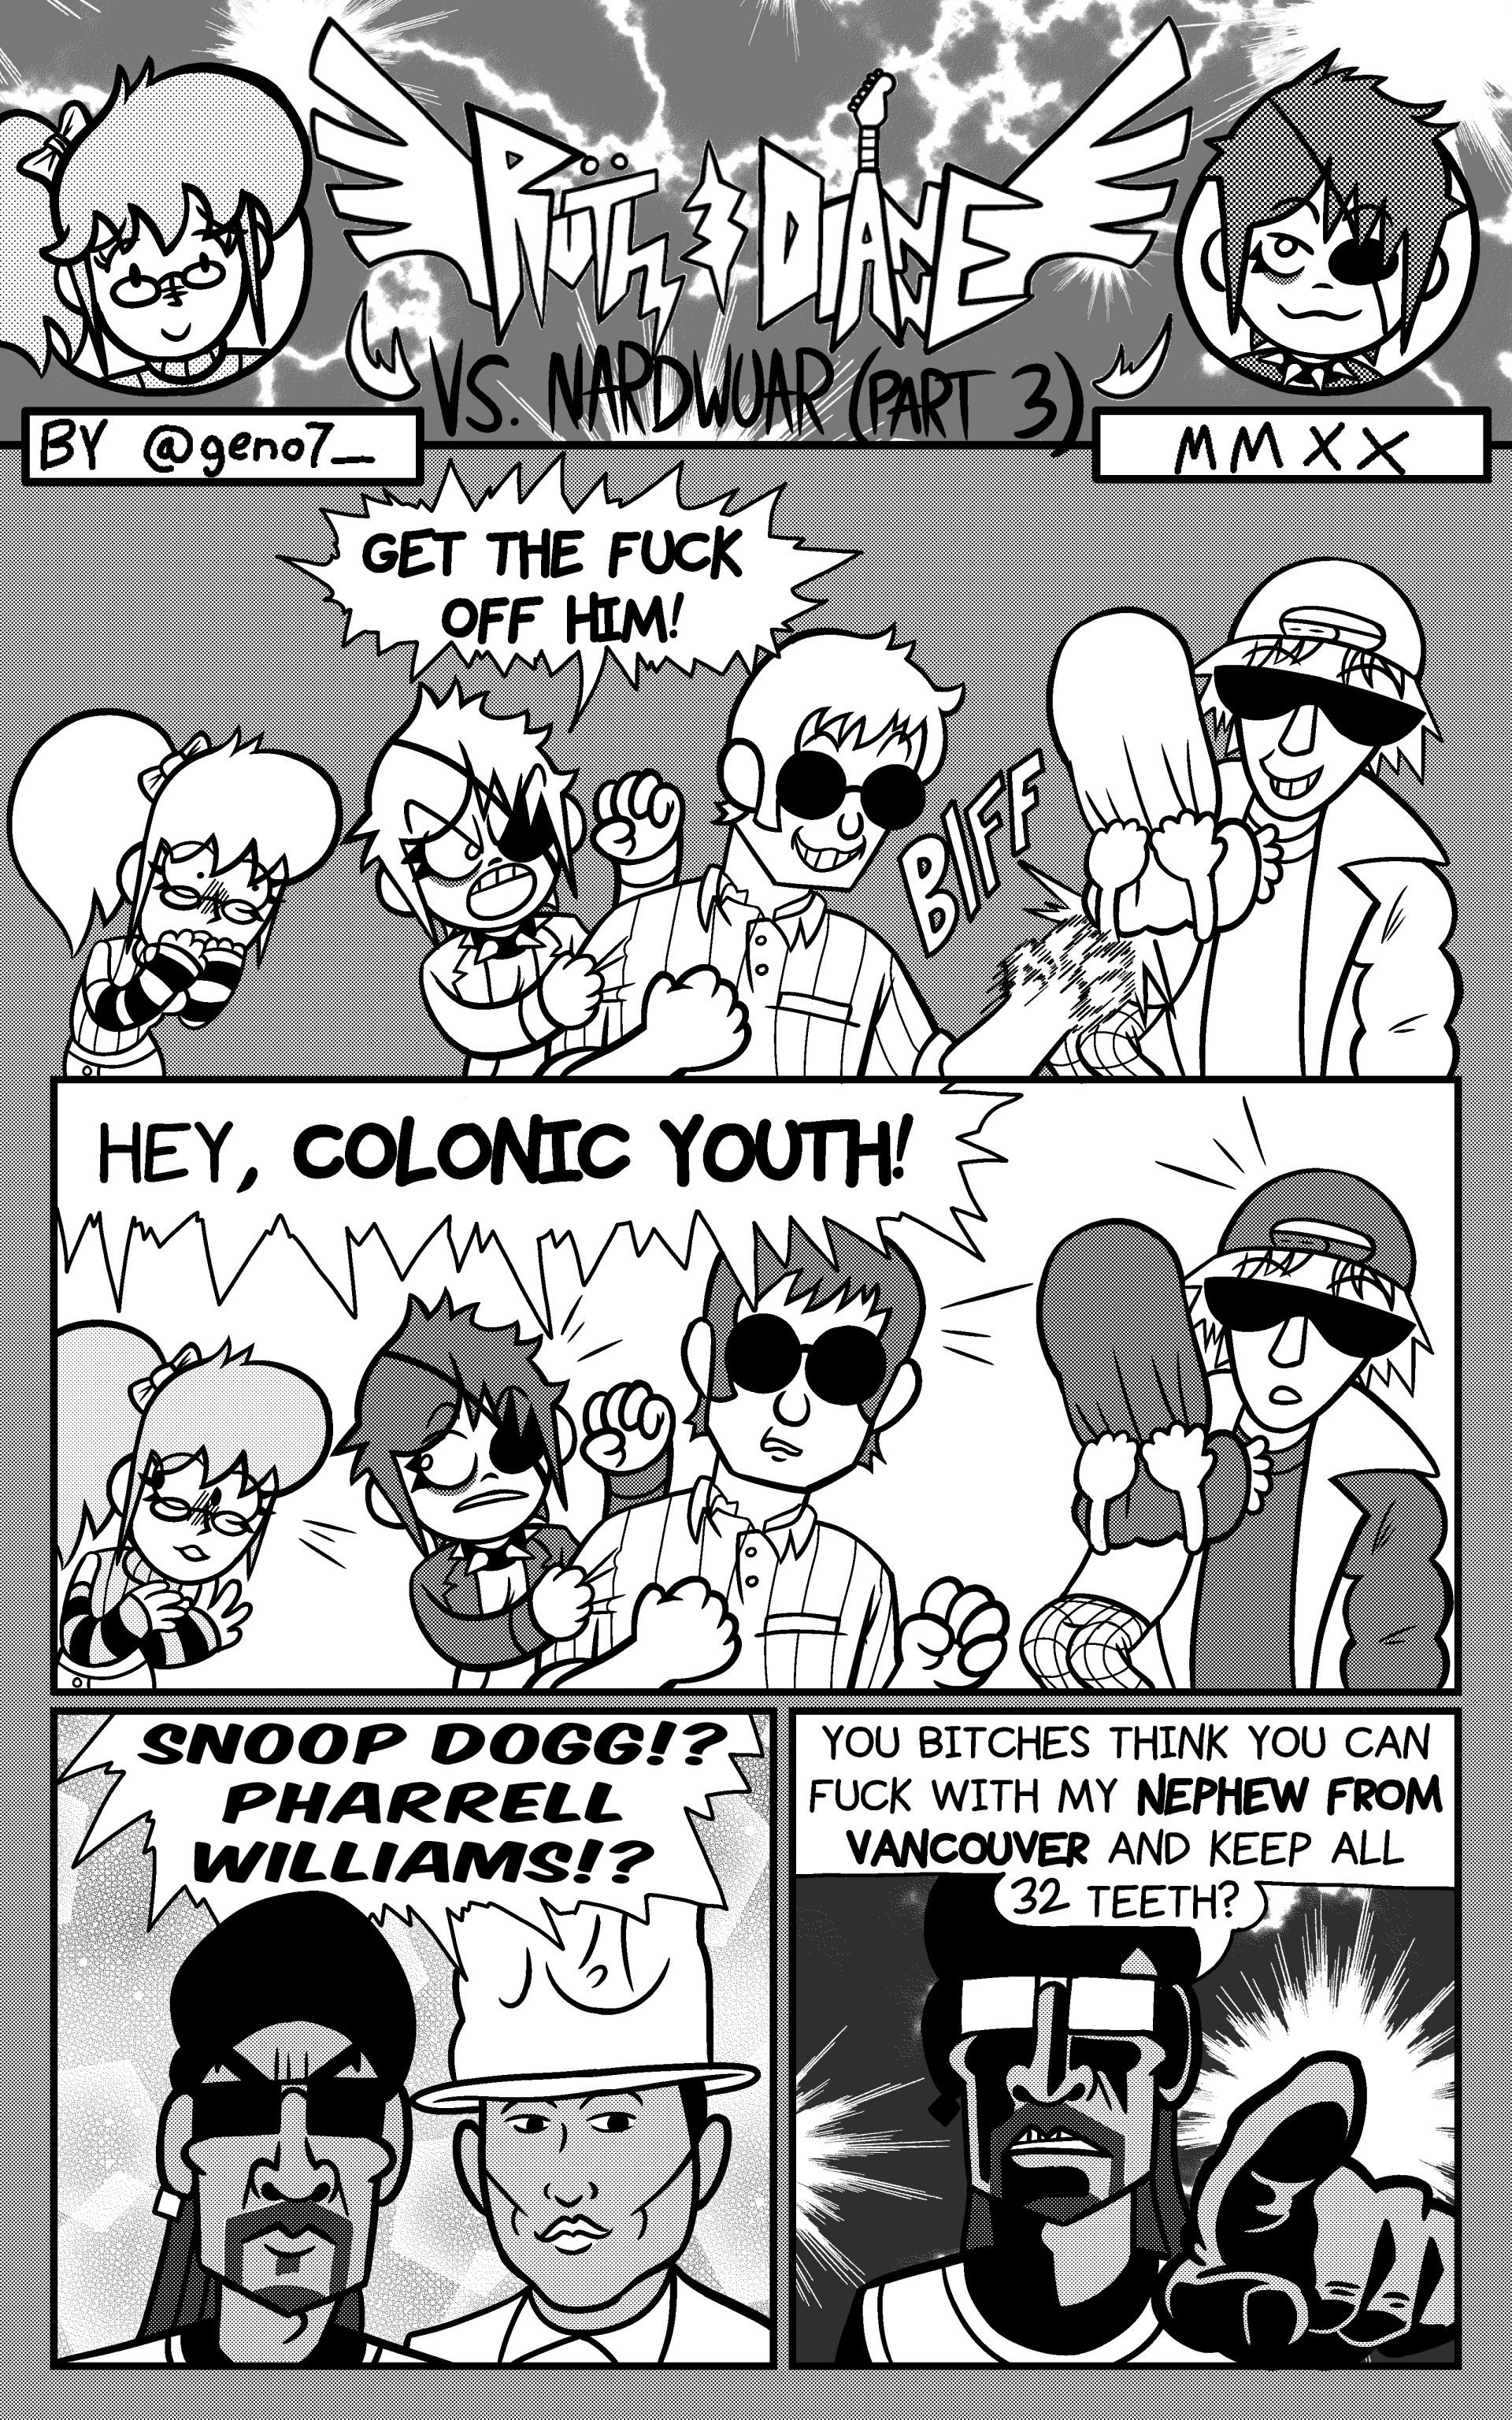 RÜTH & DIANE
VS. NARDWUAR (PART 3)
BY @geno7_
MMXX
GET THE FUCK
OFF HIM!
BIFF
HEY, COLONIC YOUTH!
SNOOP DOGG!?
PHARRELL
WILLIAMS!?
YOU BITCHES THINK YOU CAN
FUCK WITH MY NEPHEW FROM
VANCOUVER AND KEEP ALL
32 TEETH?